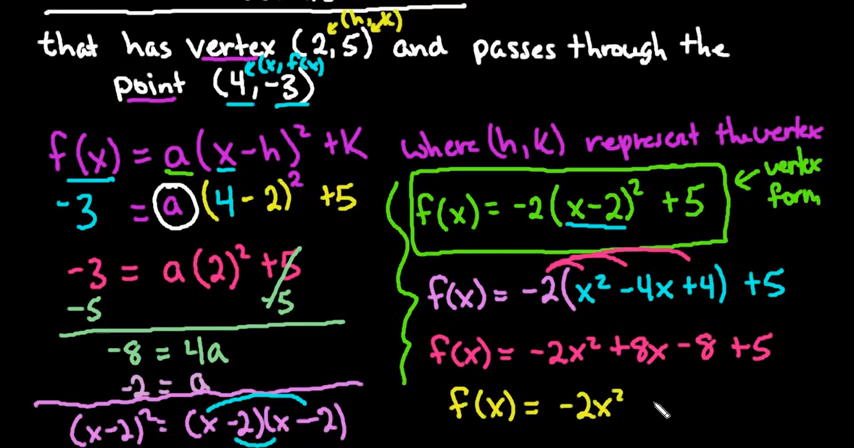 (h, k)
that has vertex (2, 5) and passes through the
(x, f(x))
point (4, -3)
f(x) = a(x-h)² + K where (h, k) represent the vertex
-3 = a(4-2)² +5
f(x) = -2(x-2)² +5
vertex form
-3 = a(2)² +5
-5 -5
f(x) = -2(x² -4x +4) +5
-8 = 4a
f(x) = -2x² +8x -8 +5
-2 = a
(x-2)² = (x-2)(x-2)
f(x) = -2x²